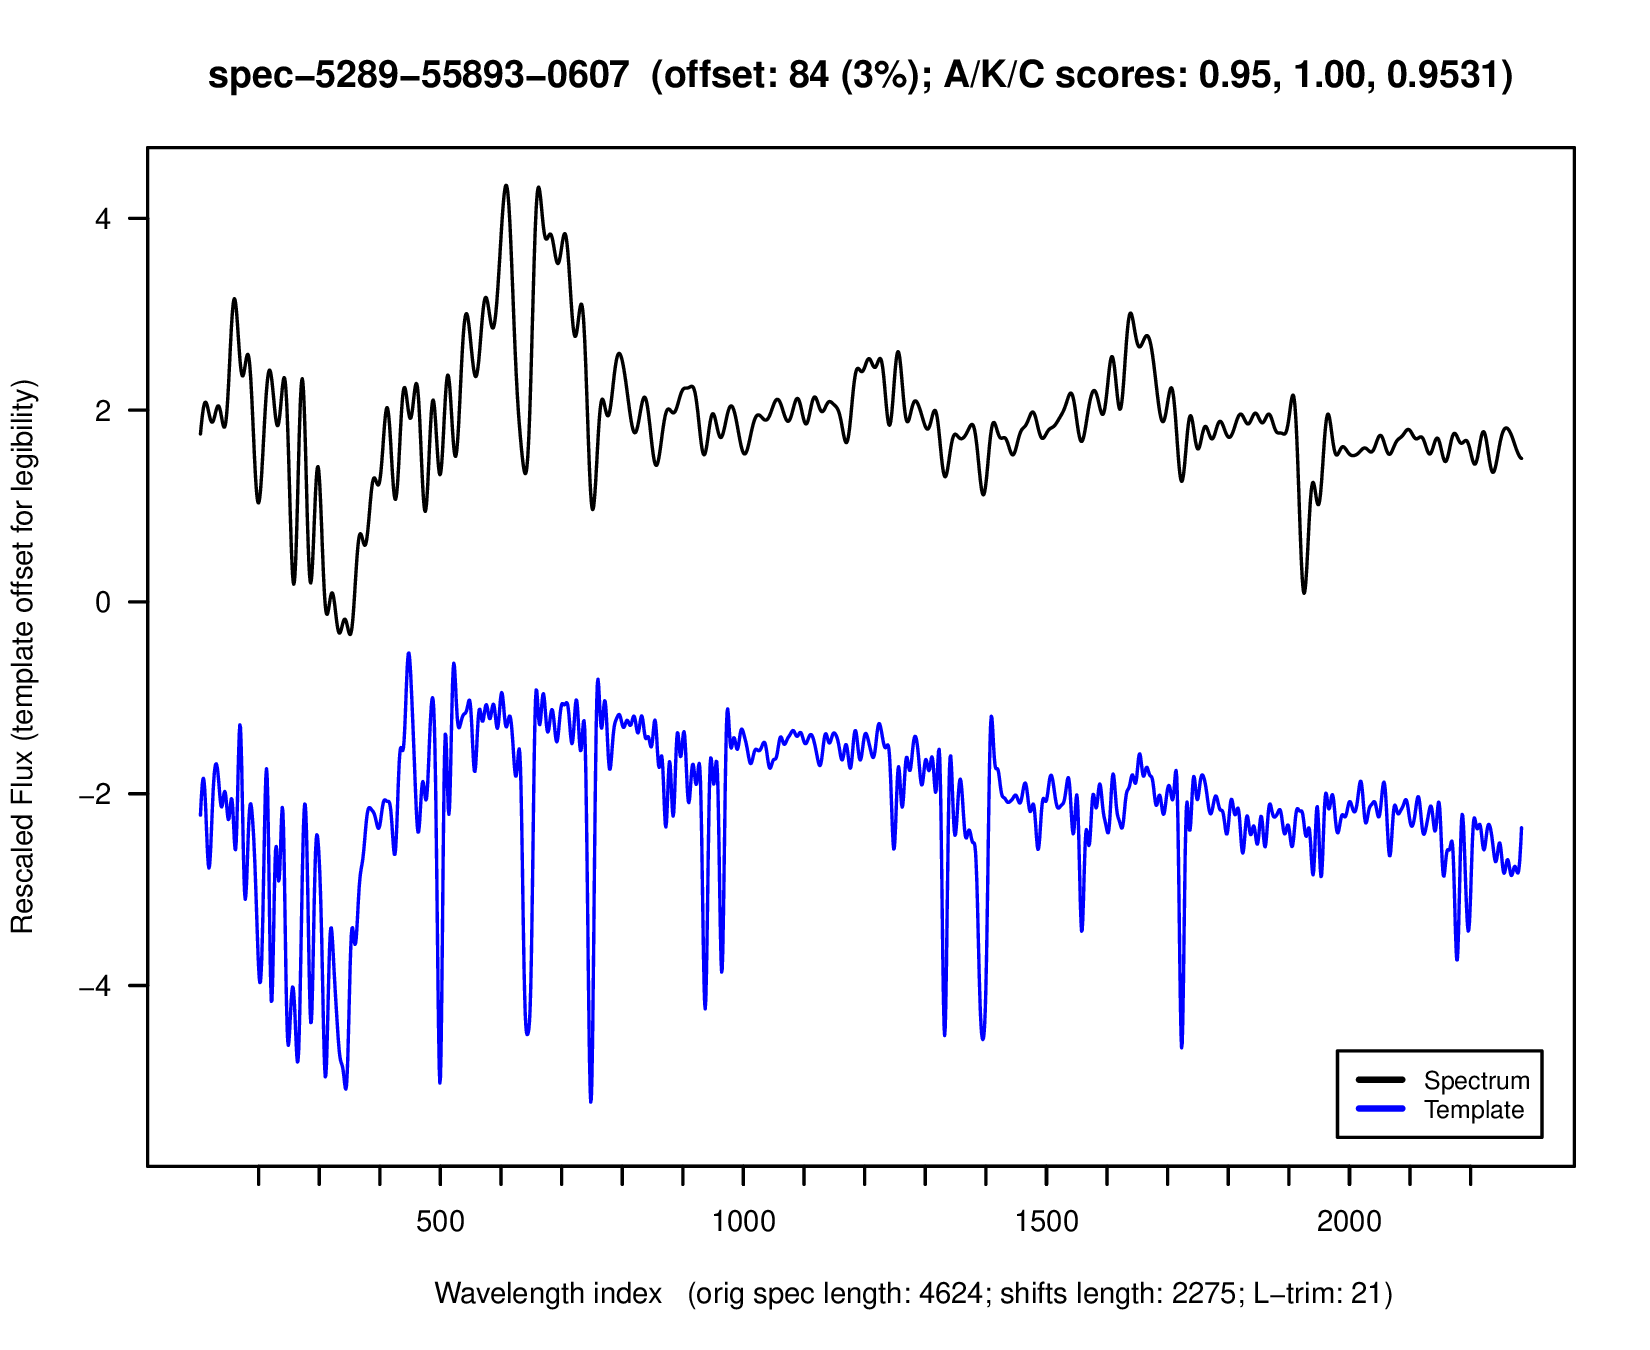 spec−5289−55893−0607  (offset: 84 (3%); A/K/C scores: 0.95, 1.00, 0.9531)
Rescaled Flux (template offset for legibility)
4
2
0
−2
−4
Spectrum
Template
500
1000
1500
2000
Wavelength index   (orig spec length: 4624; shifts length: 2275; L−trim: 21)